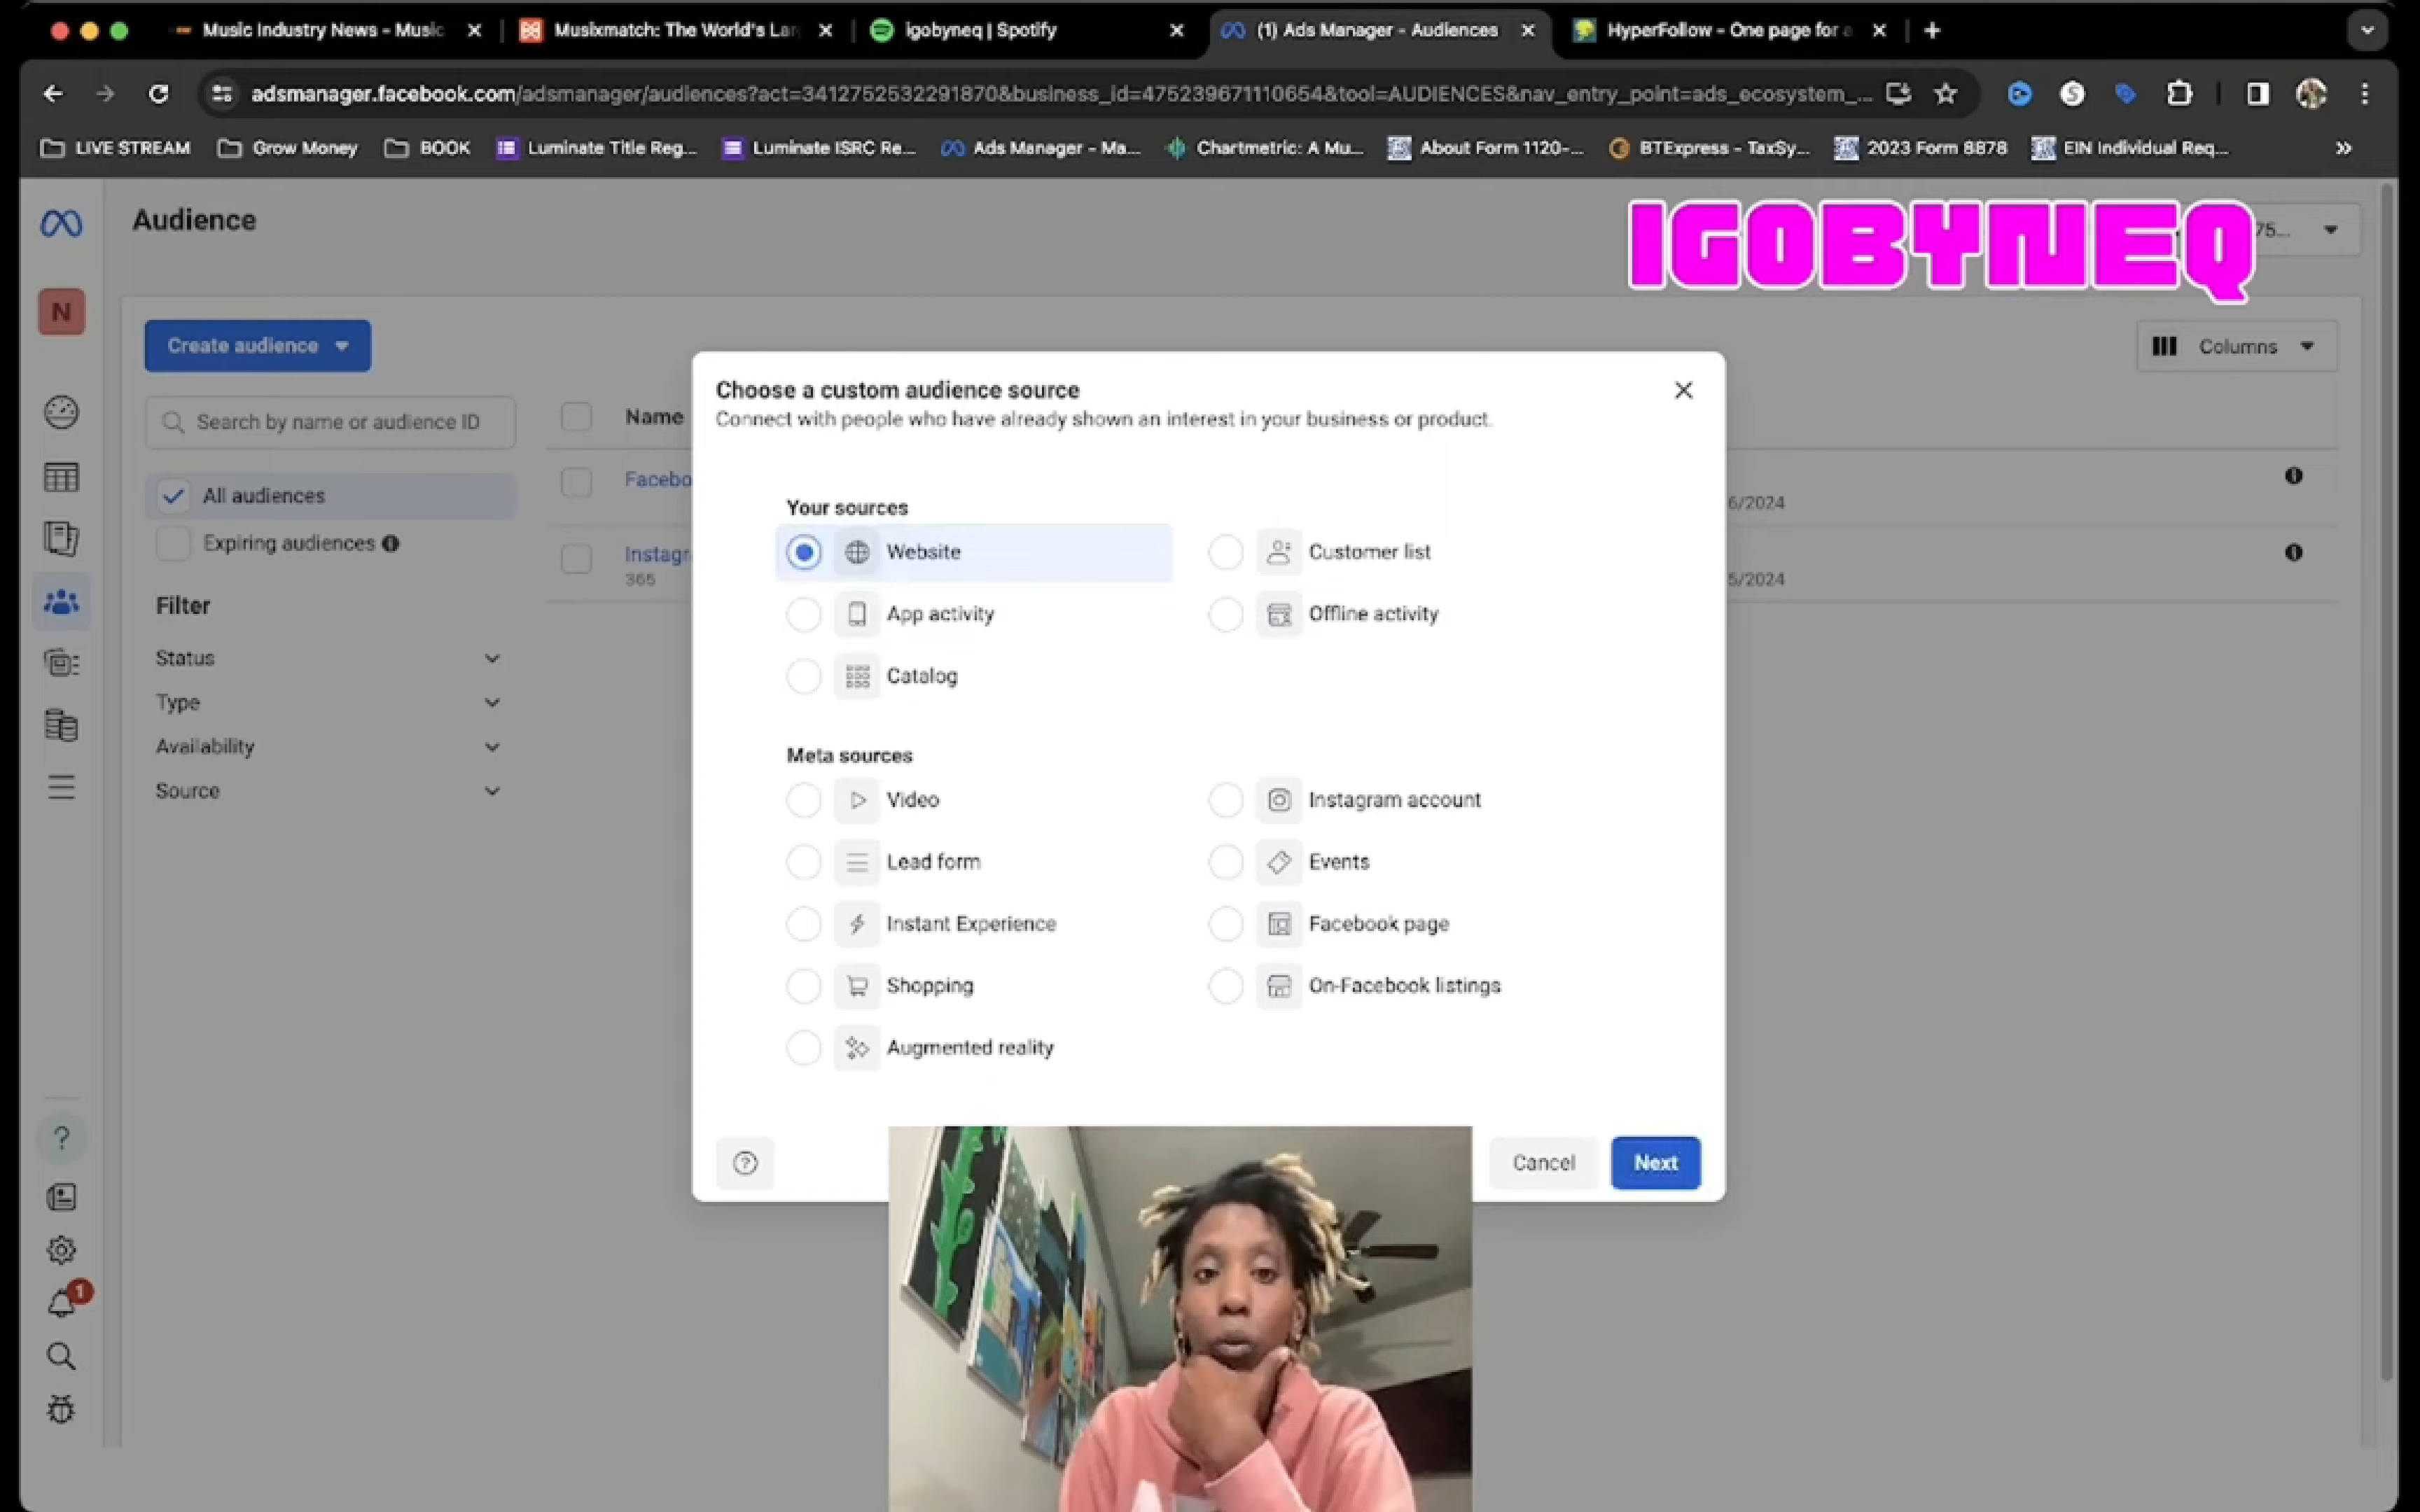 Music Industry News - Music
Musixmatch: The World's Lar
igobyneq | Spotify
(1) Ads Manager - Audiences
HyperFollow - One page for a
adsmanager.facebook.com/adsmanager/audiences?act=3412752532291870&business_id=475239671110654&tool=AUDIENCES&nav_entry_point=ads_ecosystem_...
LIVE STREAM
Grow Money
BOOK
Luminate Title Reg...
Luminate ISRC Re...
Ads Manager - Ma...
Chartmetric: A Mu...
About Form 1120-...
BTExpress - TaxSy...
2023 Form 8878
EIN Individual Req...
Audience
IGOBYNEQ
75...
N
Create audience
Columns
Search by name or audience ID
Name
All audiences
Facebo
6/2024
Expiring audiences
Instagr
365
5/2024
Filter
Status
Type
Availability
Source
Choose a custom audience source
Connect with people who have already shown an interest in your business or product.
Your sources
Website
Customer list
App activity
Offline activity
Catalog
Meta sources
Video
Instagram account
Lead form
Events
Instant Experience
Facebook page
Shopping
On-Facebook listings
Augmented reality
Cancel
Next
1